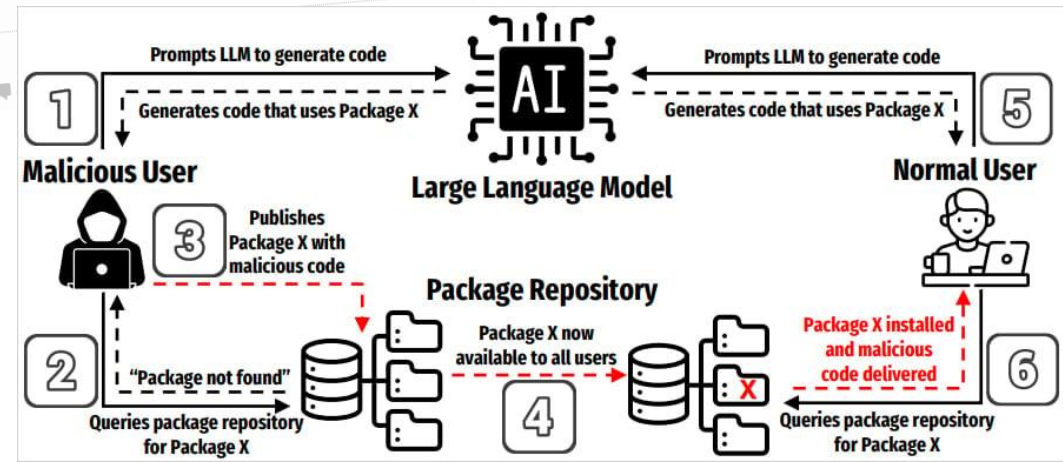 Prompts LLM to generate code
Prompts LLM to generate code
1
AI
5
Generates code that uses Package X
Generates code that uses Package X
Malicious User
Large Language Model
Normal User
3
Publishes
Package X with
malicious code
Package Repository
2
"Package not found"
Package X now
available to all users
4
X
Package X installed
and malicious
code delivered
6
Queries package repository
for Package X
Queries package repository
for Package X